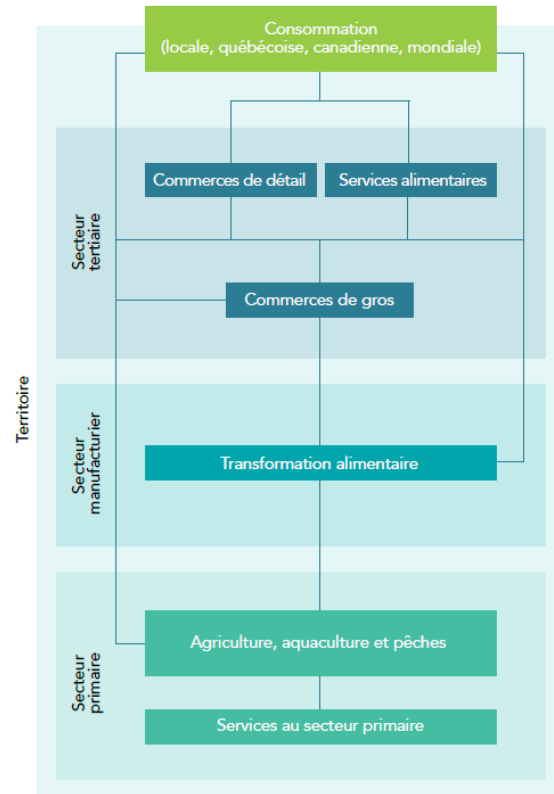 Consommation
(locale, québécoise, canadienne, mondiale)
Commerces de détail
Services alimentaires
Secteur
tertiaire
Commerces de gros
Territoire
Secteur
manufacturier
Transformation alimentaire
Secteur
primaire
Agriculture, aquaculture et pêches
Services au secteur primaire